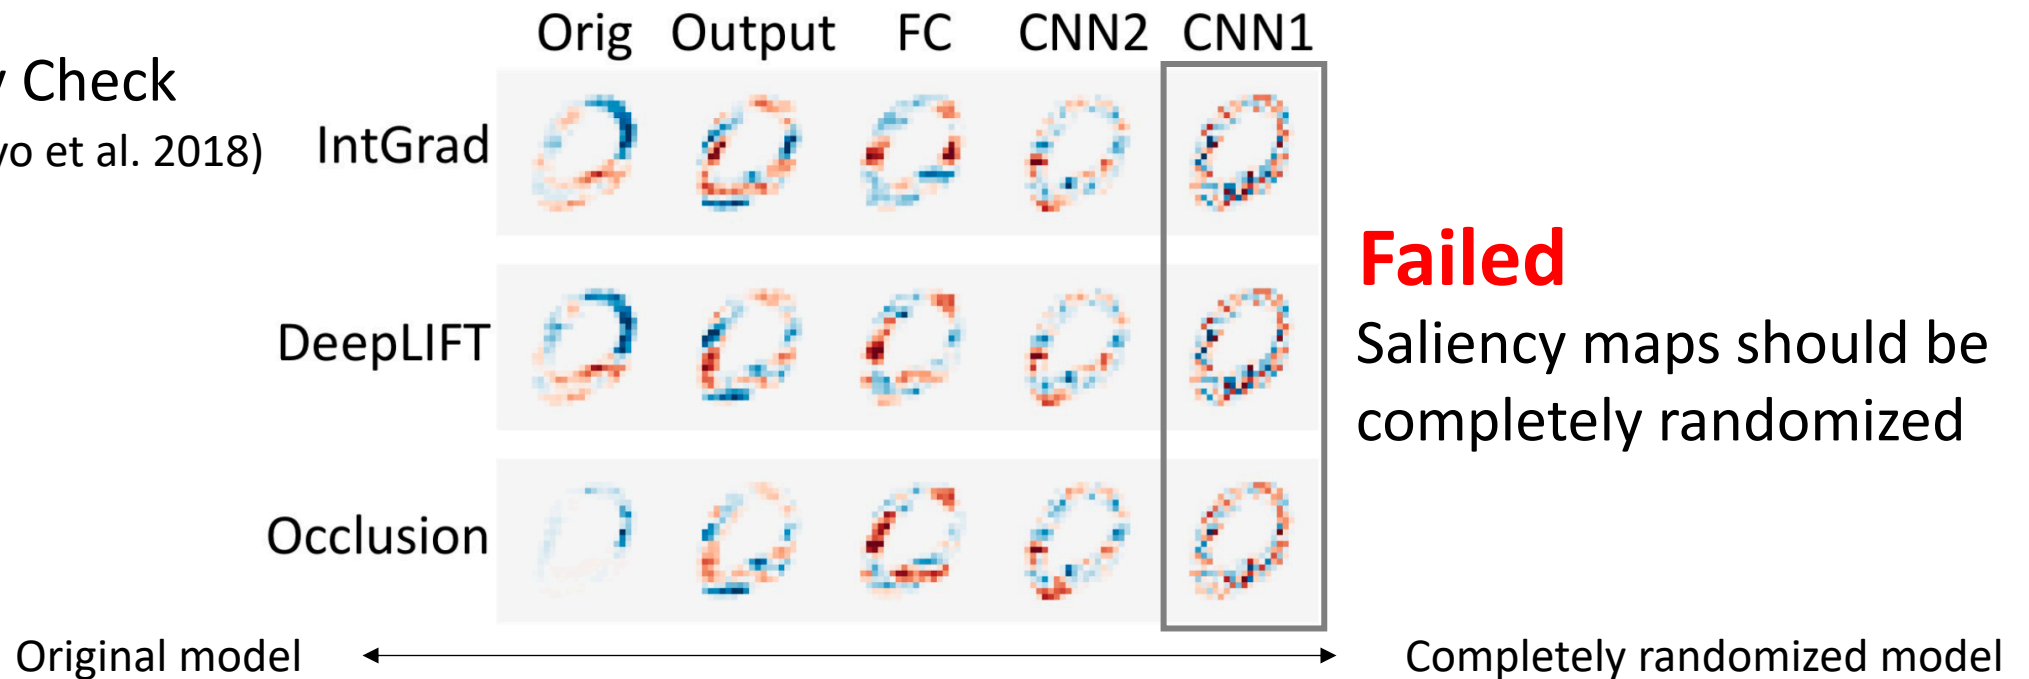 Orig Output FC CNN2 CNN1
Check
et al. 2018)
IntGrad
DeepLIFT
Occlusion
Failed
Saliency maps should be
completely randomized
Original model
Completely randomized model